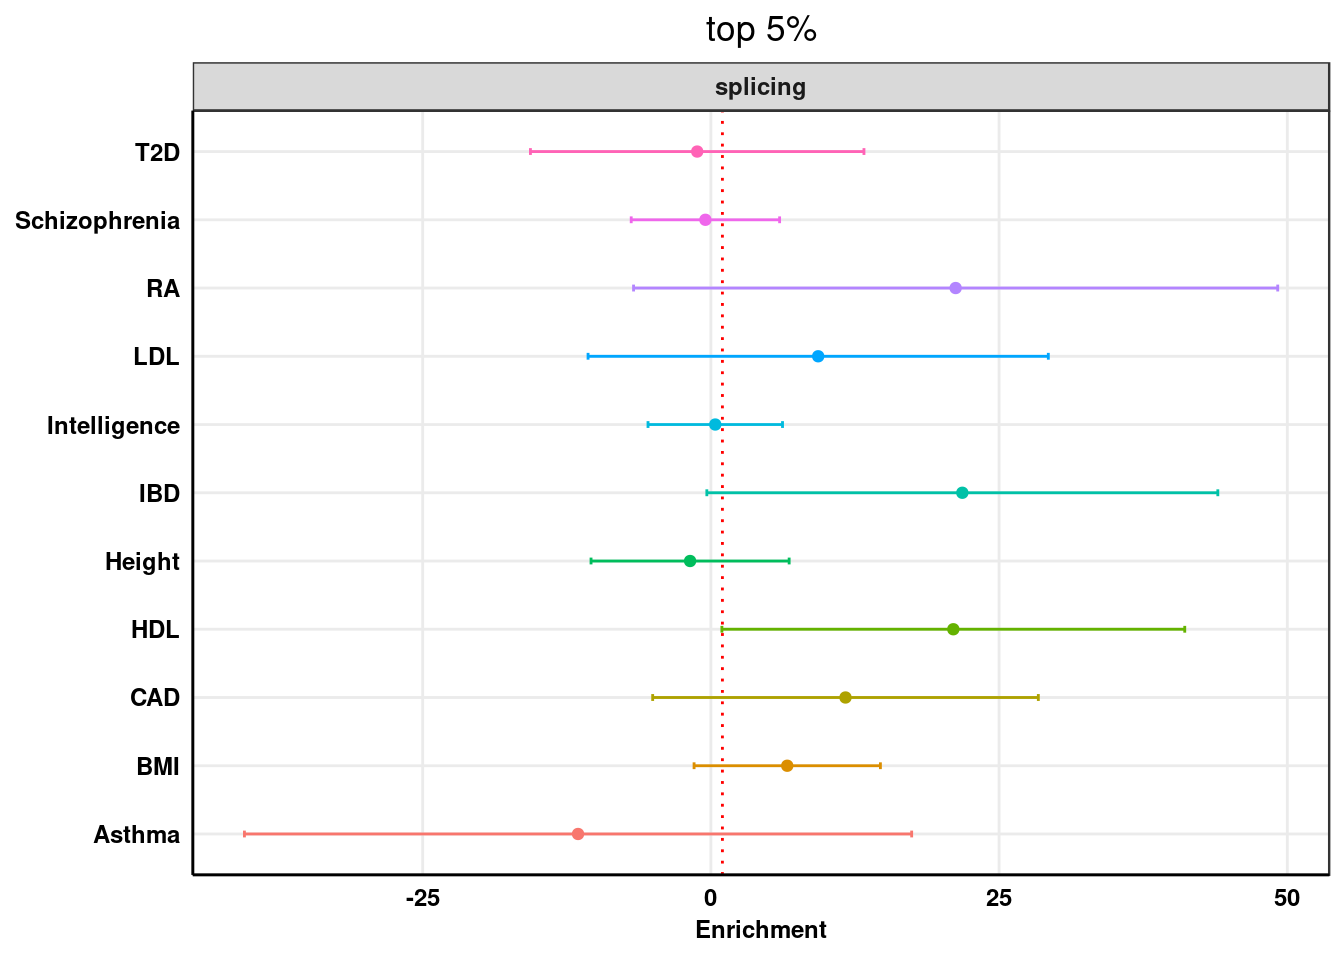 top 5%
splicing
T2D
Schizophrenia
RA
LDL
Intelligence
IBD
Height
HDL
CAD
BMI
Asthma
-25 0 25 50
Enrichment